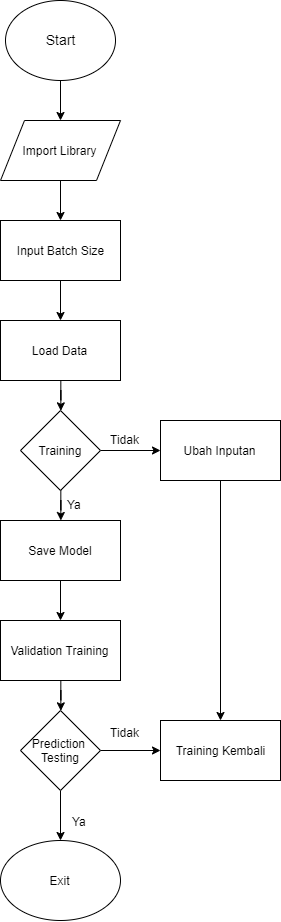 Start
Import Library
Input Batch Size
Load Data
Training
Tidak
Ubah Inputan
Ya
Save Model
Validation Training
Prediction
Testing
Tidak
Training Kembali
Ya
Exit